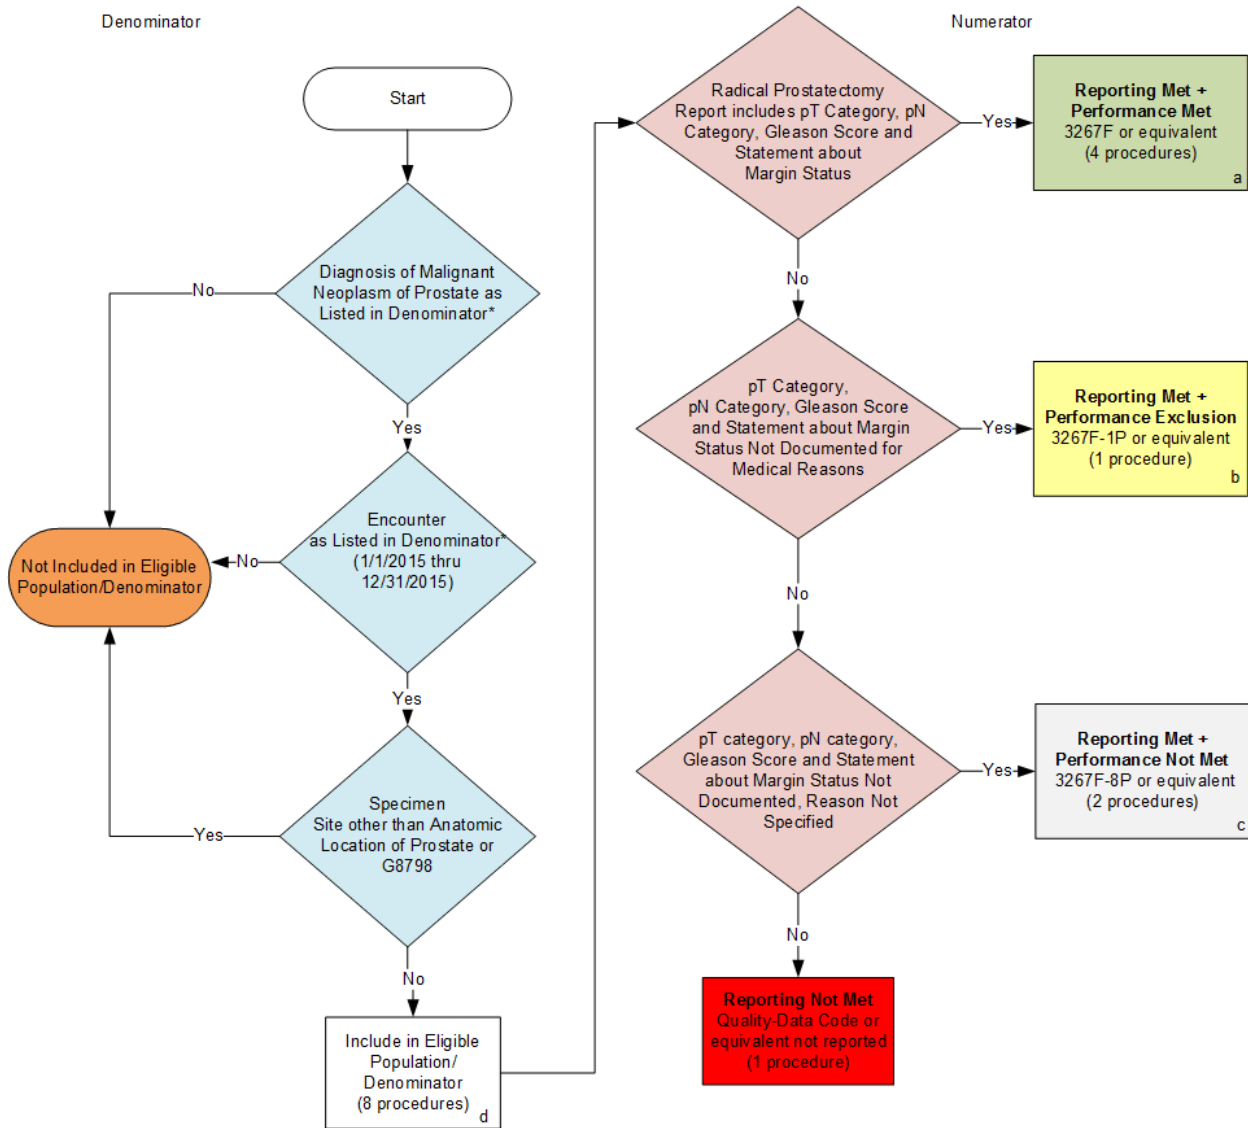 Denominator
Numerator
Start
Diagnosis of Malignant
Neoplasm of Prostate as
Listed in Denominator*
No
Yes
Encounter
as Listed in Denominator*
(1/1/2015 thru
12/31/2015)
No
Not Included in Eligible
Population/Denominator
Yes
Specimen
Site other than Anatomic
Location of Prostate or
G8798
Yes
No
Include in Eligible
Population/
Denominator
(8 procedures)
d
Radical Prostatectomy
Report includes pT Category, pN
Category, Gleason Score and
Statement about
Margin Status
Yes
Reporting Met +
Performance Met
3267F or equivalent
(4 procedures)
a
No
pT Category,
pN Category, Gleason Score
and Statement about Margin
Status Not Documented for
Medical Reasons
Yes
Reporting Met +
Performance Exclusion
3267F-1P or equivalent
(1 procedure)
b
No
pT category, pN category,
Gleason Score and Statement
about Margin Status Not
Documented, Reason Not
Specified
Yes
Reporting Met +
Performance Not Met
3267F-8P or equivalent
(2 procedures)
c
No
Reporting Not Met
Quality-Data Code or
equivalent not reported
(1 procedure)